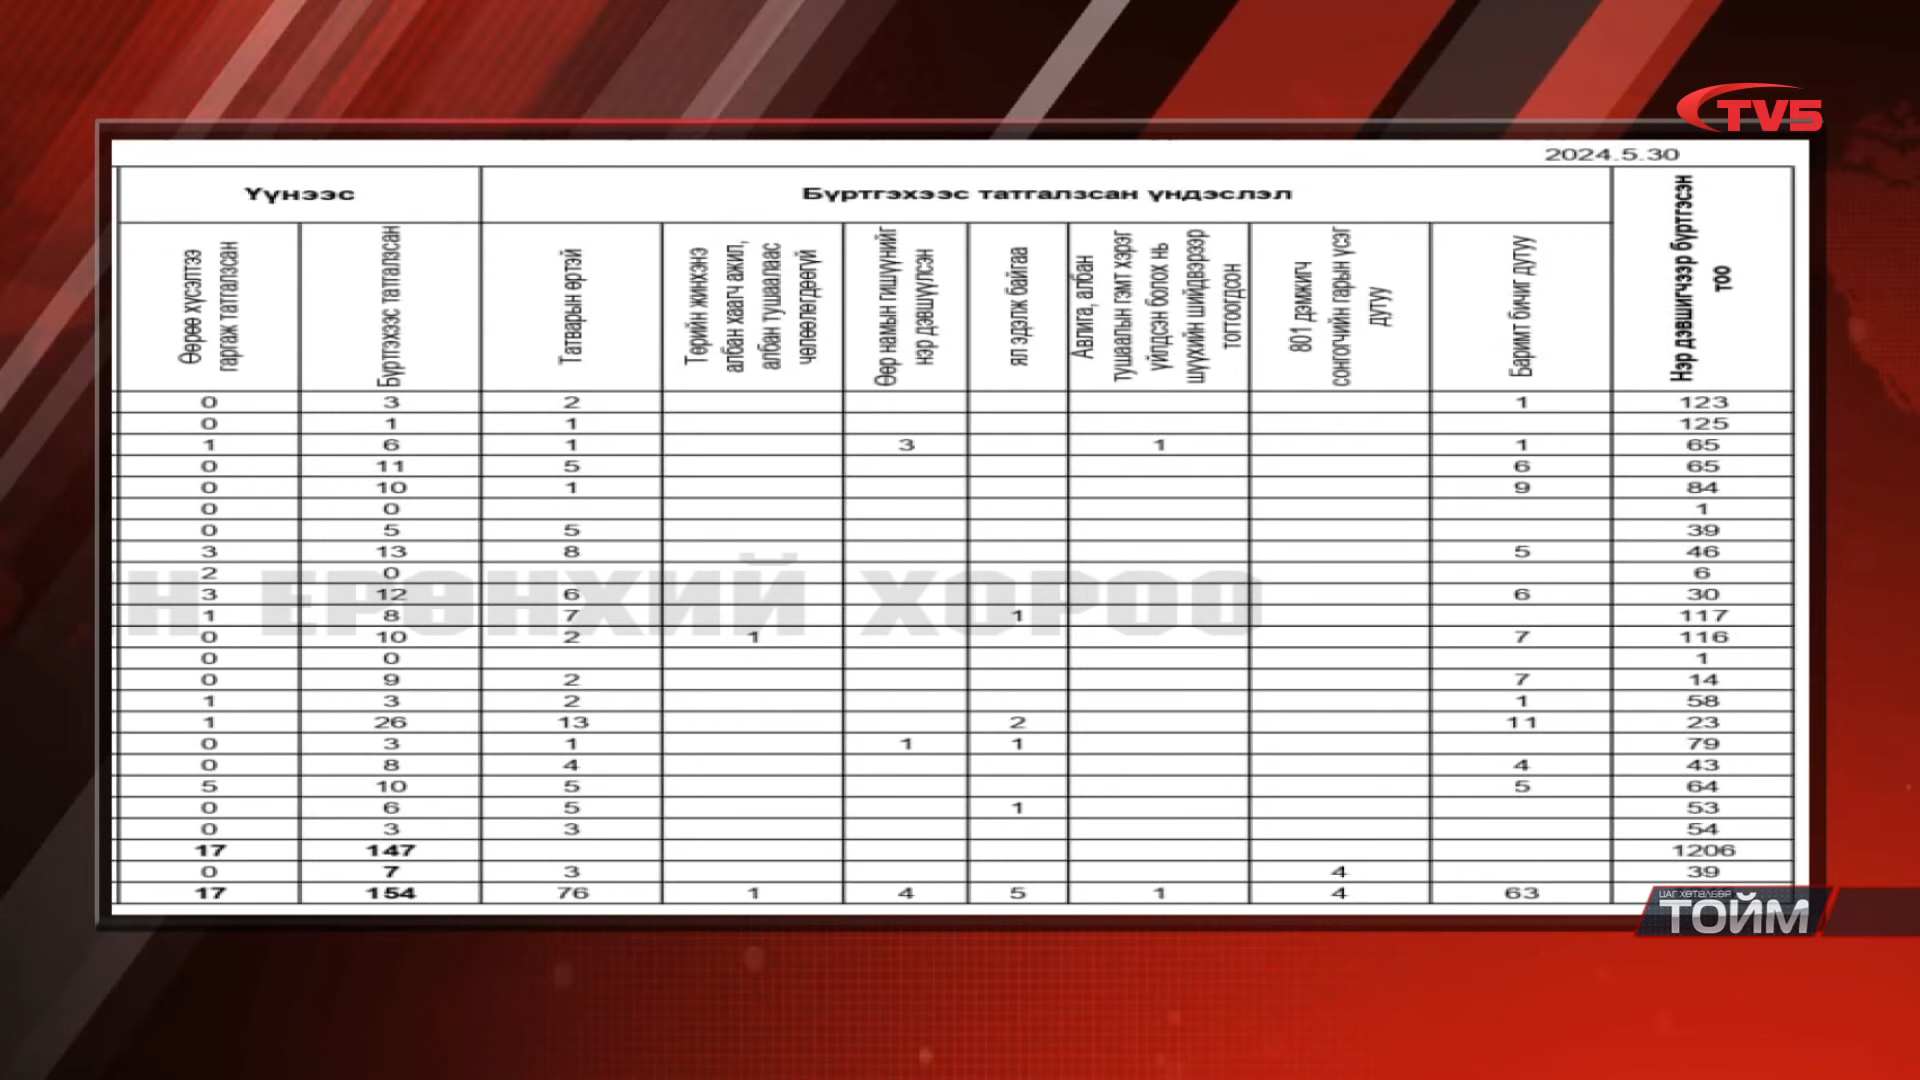 TV5
2024.5.30
Үүнээс
Бүртгэхээс татгалзсан үндэслэл
Нэр дэвшигчээр бүртгэсэн
тоо
Өөрөө хүсэлтээ
гаргаж татгалзсан
Бүртгэхээс татгалзсан
Татварын өртэй
Төрийн жинхэнэ
албан хаагч ажил,
албан тушаалаас
чөлөөлөгдөөгүй
Өөр намын гишүүнийг
нэр дэвшүүлсэн
ял эдэлж байгаа
Авлига, албан
тушаалын гэмт хэрэг
үйлдсэн болох нь
шүүхийн шийдвэрээр
тогтоогдсон
801 дэмжигч
сонгогчийн гарын үсэг
дутуу
Баримт бичиг дутуу
0 3 2 1 123
0 1 1 125
1 6 1 3 1 1 65
0 11 5 6 65
0 10 1 9 84
0 0 1
0 5 5 39
3 13 8 5 46
2 0 6
3 12 6 6 30
1 8 7 1 117
0 10 2 1 7 116
0 0 1
0 9 2 7 14
1 3 2 1 58
1 26 13 2 11 23
0 3 1 1 1 79
0 8 4 4 43
5 10 5 5 64
0 6 5 1 53
0 3 3 54
17 147 1206
0 7 3 4 39
17 154 76 1 4 5 1 4 63
Н ЕРӨНХИЙ ХОРОО
ЦАГ ХӨТӨЛБӨР
ТОЙМ